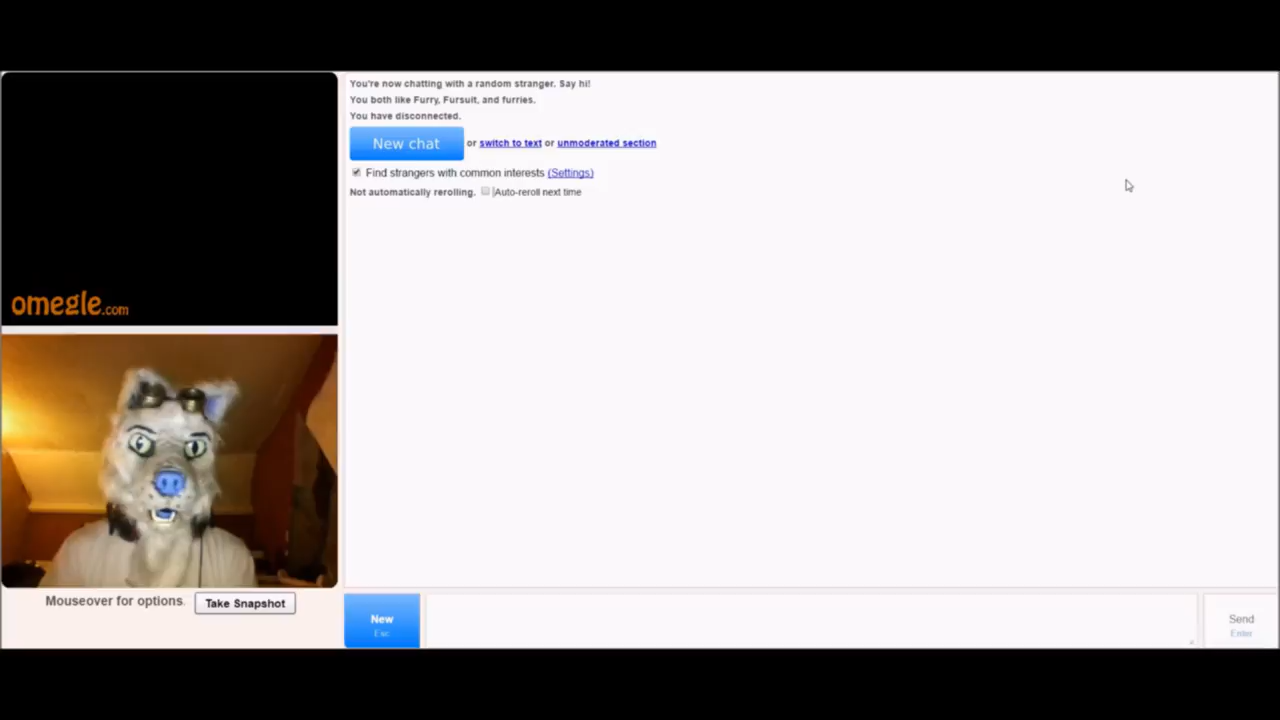 You're now chatting with a random stranger. Say hi!
You both like Furry, Fursuit, and furries.
You have disconnected.
New chat or switch to text or unmoderated section
Find strangers with common interests (Settings)
Not automatically rerolling. Auto-reroll next time
omegle.com
Mouseover for options. Take Snapshot
New
Esc
Send
Enter